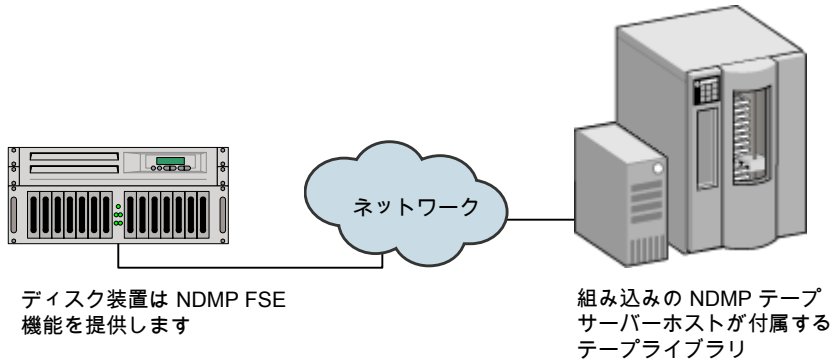 ネットワーク
ディスク装置は NDMP FSE
機能を提供します
組み込みの NDMP テープ
サーバーホストが付属する
テープライブラリ